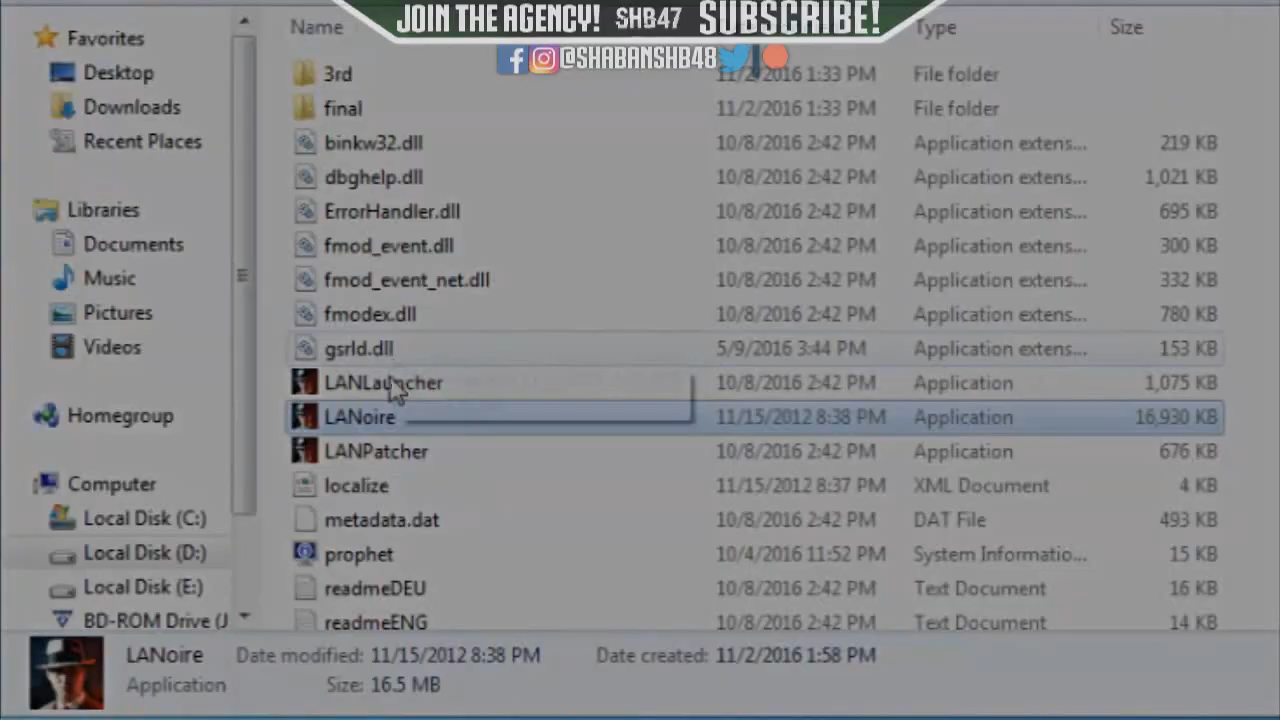 JOIN THE AGENCY! SHB47 SUBSCRIBE!
@SHABANSHB48
Name Type Size
Favorites
Desktop
Downloads
Recent Places
Libraries
Documents
Music
Pictures
Videos
Homegroup
Computer
Local Disk (C:)
Local Disk (D:)
Local Disk (E:)
BD-ROM Drive (J
3rd 11/2/2016 1:33 PM File folder
final 11/2/2016 1:33 PM File folder
binkw32.dll 10/8/2016 2:42 PM Application extens... 219 KB
dbghelp.dll 10/8/2016 2:42 PM Application extens... 1,021 KB
ErrorHandler.dll 10/8/2016 2:42 PM Application extens... 695 KB
fmod_event.dll 10/8/2016 2:42 PM Application extens... 300 KB
fmod_event_net.dll 10/8/2016 2:42 PM Application extens... 332 KB
fmodex.dll 10/8/2016 2:42 PM Application extens... 780 KB
gsrld.dll 5/9/2016 3:44 PM Application extens... 153 KB
LANLauncher 10/8/2016 2:42 PM Application 1,075 KB
LANoire 11/15/2012 8:38 PM Application 16,930 KB
LANPatcher 10/8/2016 2:42 PM Application 676 KB
localize 11/15/2012 8:37 PM XML Document 4 KB
metadata.dat 10/8/2016 2:42 PM DAT File 493 KB
prophet 10/4/2016 11:52 PM System Informatio... 15 KB
readmeDEU 10/8/2016 2:42 PM Text Document 16 KB
readmeENG 10/8/2016 2:42 PM Text Document 14 KB
LANoire Date modified: 11/15/2012 8:38 PM Date created: 11/2/2016 1:58 PM
Application Size: 16.5 MB